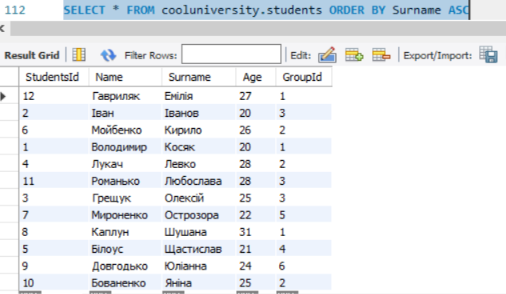 112 SELECT * FROM cooluniversity.students ORDER BY Surname ASC
Result Grid Filter Rows: Edit: Export/Import:
StudentsId Name Surname Age GroupId
12 Гавриляк Емілія 27 1
2 Іван Іванов 20 3
6 Мойбенко Кирило 26 2
1 Володимир Косяк 20 1
4 Лукач Левко 28 2
11 Романько Любослава 28 3
3 Грещук Олексій 25 3
7 Мироненко Острозора 22 5
8 Каплун Шушана 31 1
5 Білоус Щастислав 21 4
9 Довгодько Юліанна 24 6
10 Бованенко Яніна 25 2